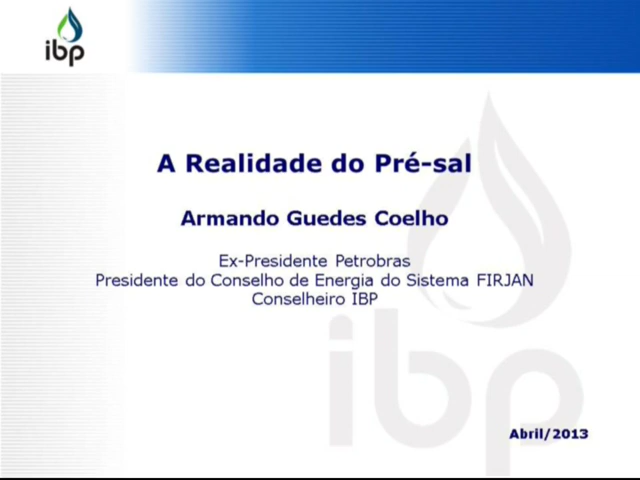 ibp
A Realidade do Pré-sal
Armando Guedes Coelho
Ex-Presidente Petrobras
Presidente do Conselho de Energia do Sistema FIRJAN
Conselheiro IBP
ibp
Abril/2013